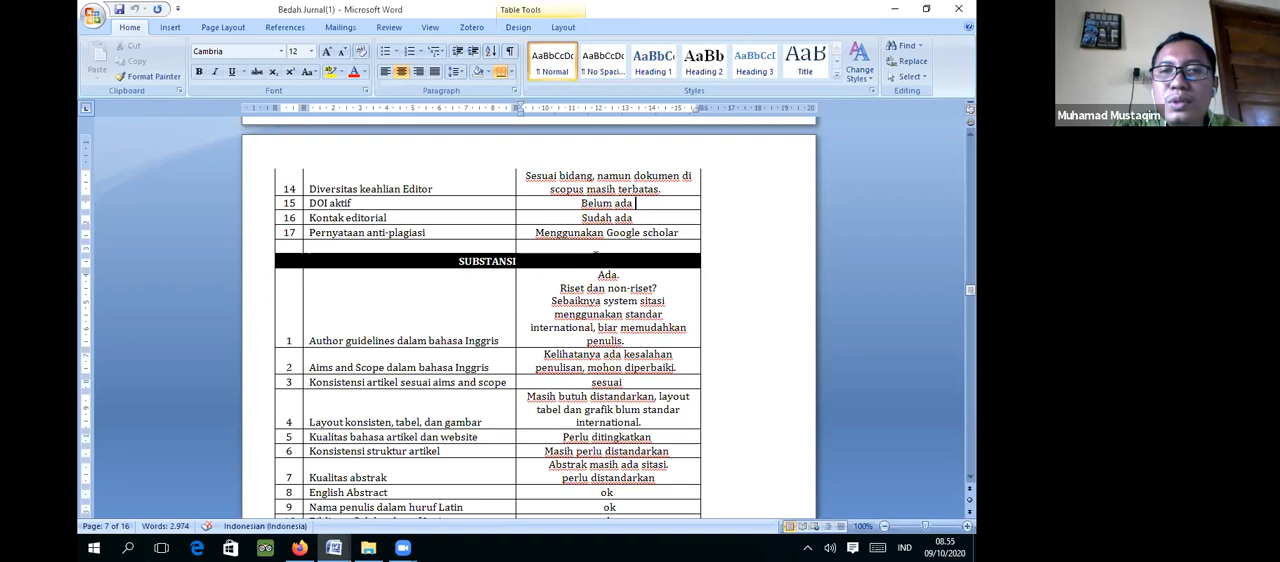 Bedah Jurnal(1) - Microsoft Word
Table Tools
Home Insert Page Layout References Mailings Review View Zotero Design Layout
Cut
Copy
Paste
Format Painter
Cambria
12
AaBbCcDc AaBbCcDc AaBbC AaBb AaBbCcI AaB
¶ Normal ¶ No Spaci... Heading 1 Heading 2 Heading 3 Title
Change
Styles
Find
Replace
Select
Clipboard Font Paragraph Styles Editing
Muhamad Mustaqim
14 Diversitas keahlian Editor Sesuai bidang, namun dokumen di
scopus masih terbatas.
15 DOI aktif Belum ada
16 Kontak editorial Sudah ada
17 Pernyataan anti-plagiasi Menggunakan Google scholar
SUBSTANSI
1 Author guidelines dalam bahasa Inggris Ada.
Riset dan non-riset?
Sebaiknya system sitasi
menggunakan standar
international, biar memudahkan
penulis.
2 Aims and Scope dalam bahasa Inggris Kelihatanya ada kesalahan
penulisan, mohon diperbaiki.
3 Konsistensi artikel sesuai aims and scope sesuai
4 Layout konsisten, tabel, dan gambar Masih butuh distandarkan, layout
tabel dan grafik blum standar
international.
5 Kualitas bahasa artikel dan website Perlu ditingkatkan
6 Konsistensi struktur artikel Masih perlu distandarkan
7 Kualitas abstrak Abstrak masih ada sitasi.
perlu distandarkan
8 English Abstract ok
9 Nama penulis dalam huruf Latin ok
Page: 7 of 16 Words: 2.974 Indonesian (Indonesia) 100%
IND
08.55
09/10/2020